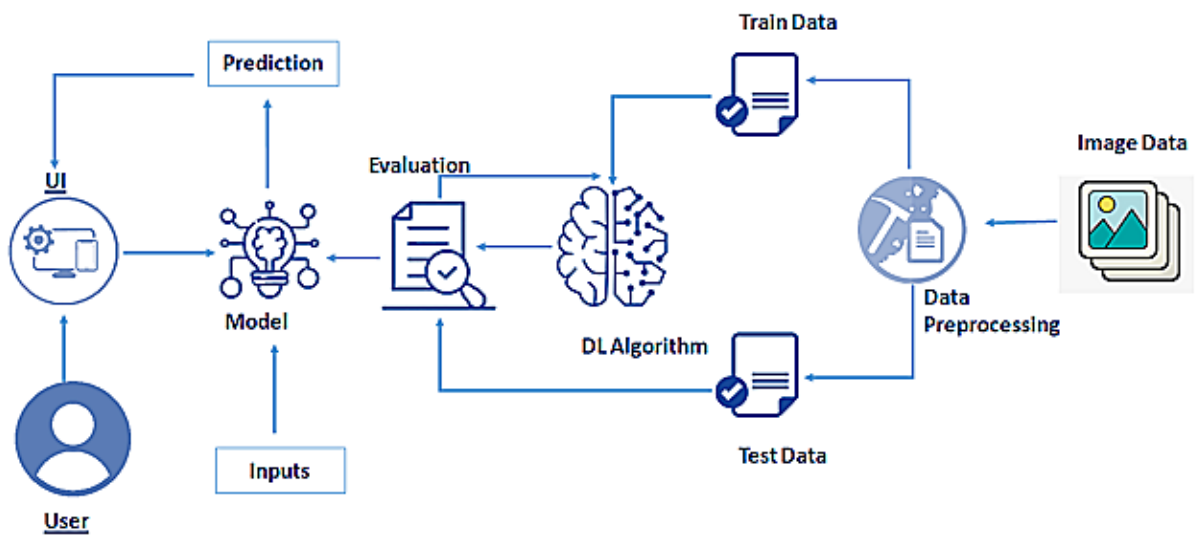 Train Data
Prediction
Image Data
Evaluation
UI
Model
DL Algorithm
Data
Preprocessing
Inputs
Test Data
User